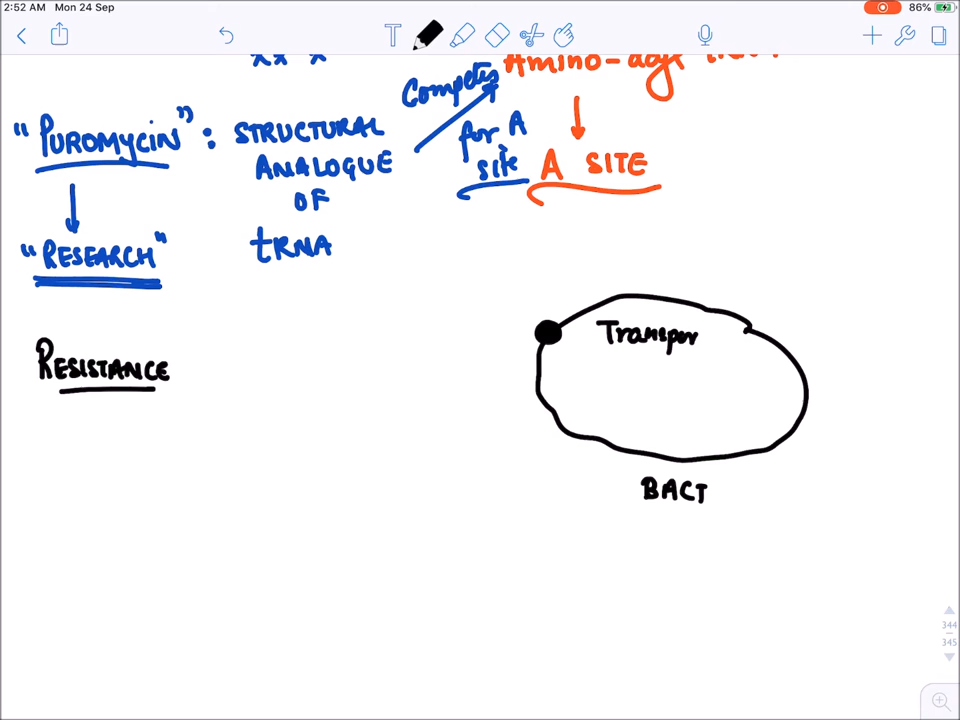 2:52 AM Mon 24 Sep
86%
Competes
for A
site
A SITE
"PUROMYCIN" : STRUCTURAL
ANALOGUE
OF
tRNA
"RESEARCH"
RESISTANCE
Transpor
BACT
344
345